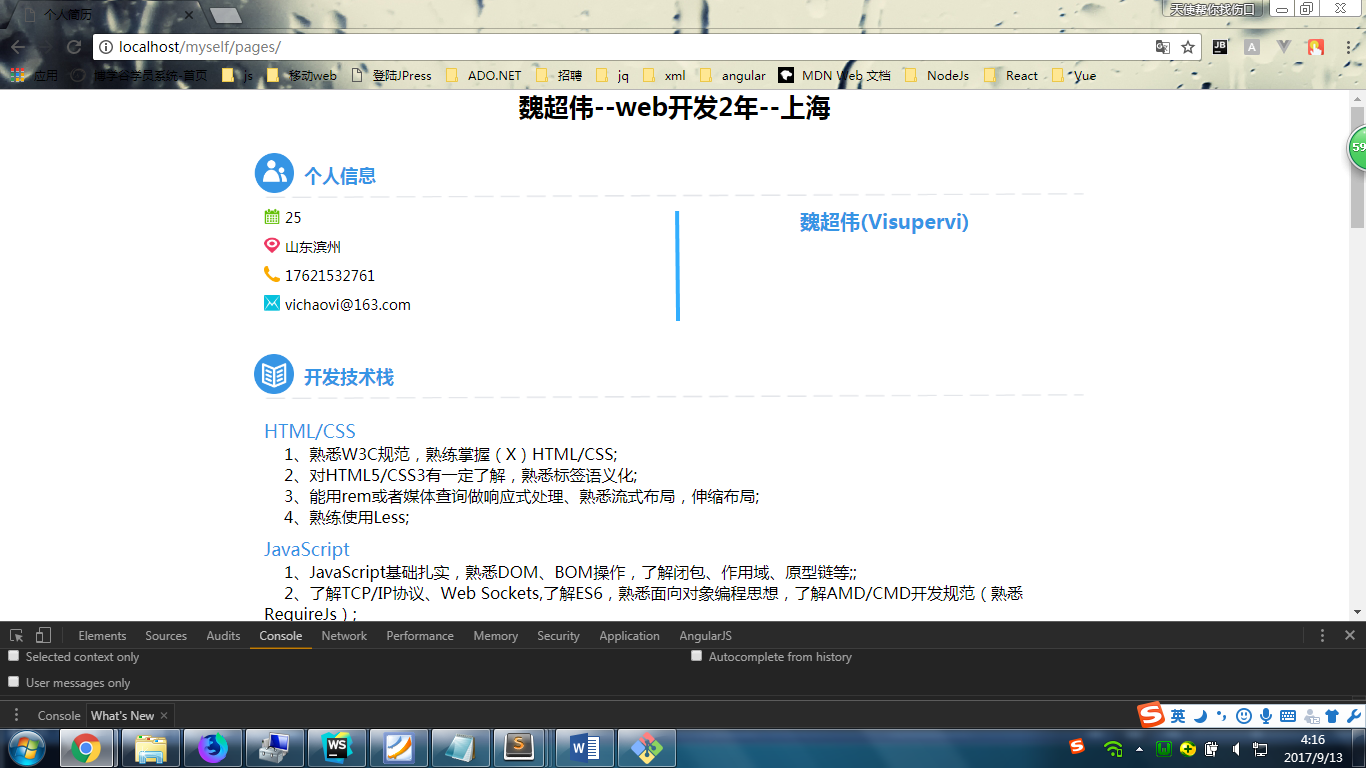 个人简历
天使帮你找伤口
localhost/myself/pages/
JB
A
应用
学员系统-首页
js
移动web
登陆JPress
ADO.NET
招聘
jq
xml
angular
MDN Web 文档
NodeJs
React
Vue
魏超伟--web开发2年--上海
59
个人信息
25
山东滨州
17621532761
vichaovi@163.com
魏超伟(Visupervi)
开发技术栈
HTML/CSS
1、熟悉W3C规范，熟练掌握（X）HTML/CSS;
2、对HTML5/CSS3有一定了解，熟悉标签语义化;
3、能用rem或者媒体查询做响应式处理、熟悉流式布局，伸缩布局;
4、熟练使用Less;
JavaScript
1、JavaScript基础扎实，熟悉DOM、BOM操作，了解闭包、作用域、原型链等;;
2、了解TCP/IP协议、Web Sockets,了解ES6，熟悉面向对象编程思想，了解AMD/CMD开发规范（熟悉
RequireJs）;
Elements
Sources
Audits
Console
Network
Performance
Memory
Security
Application
AngularJS
Selected context only
Autocomplete from history
User messages only
Console
What's New
英
WS
4:16
2017/9/13